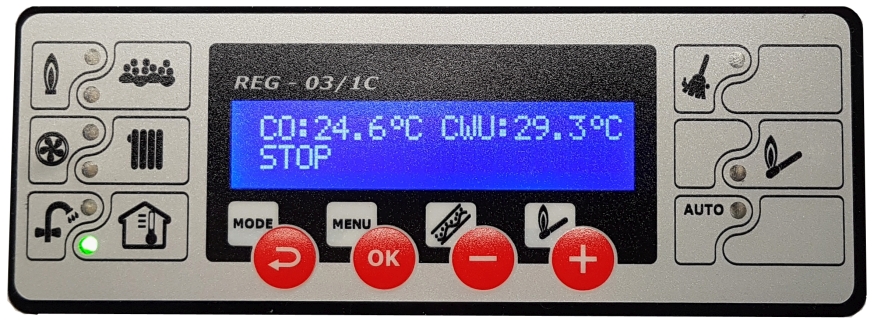 REG - 03/1C
CO:24.6°C CWU:29.3°C
STOP
MODE
MENU
OK
AUTO